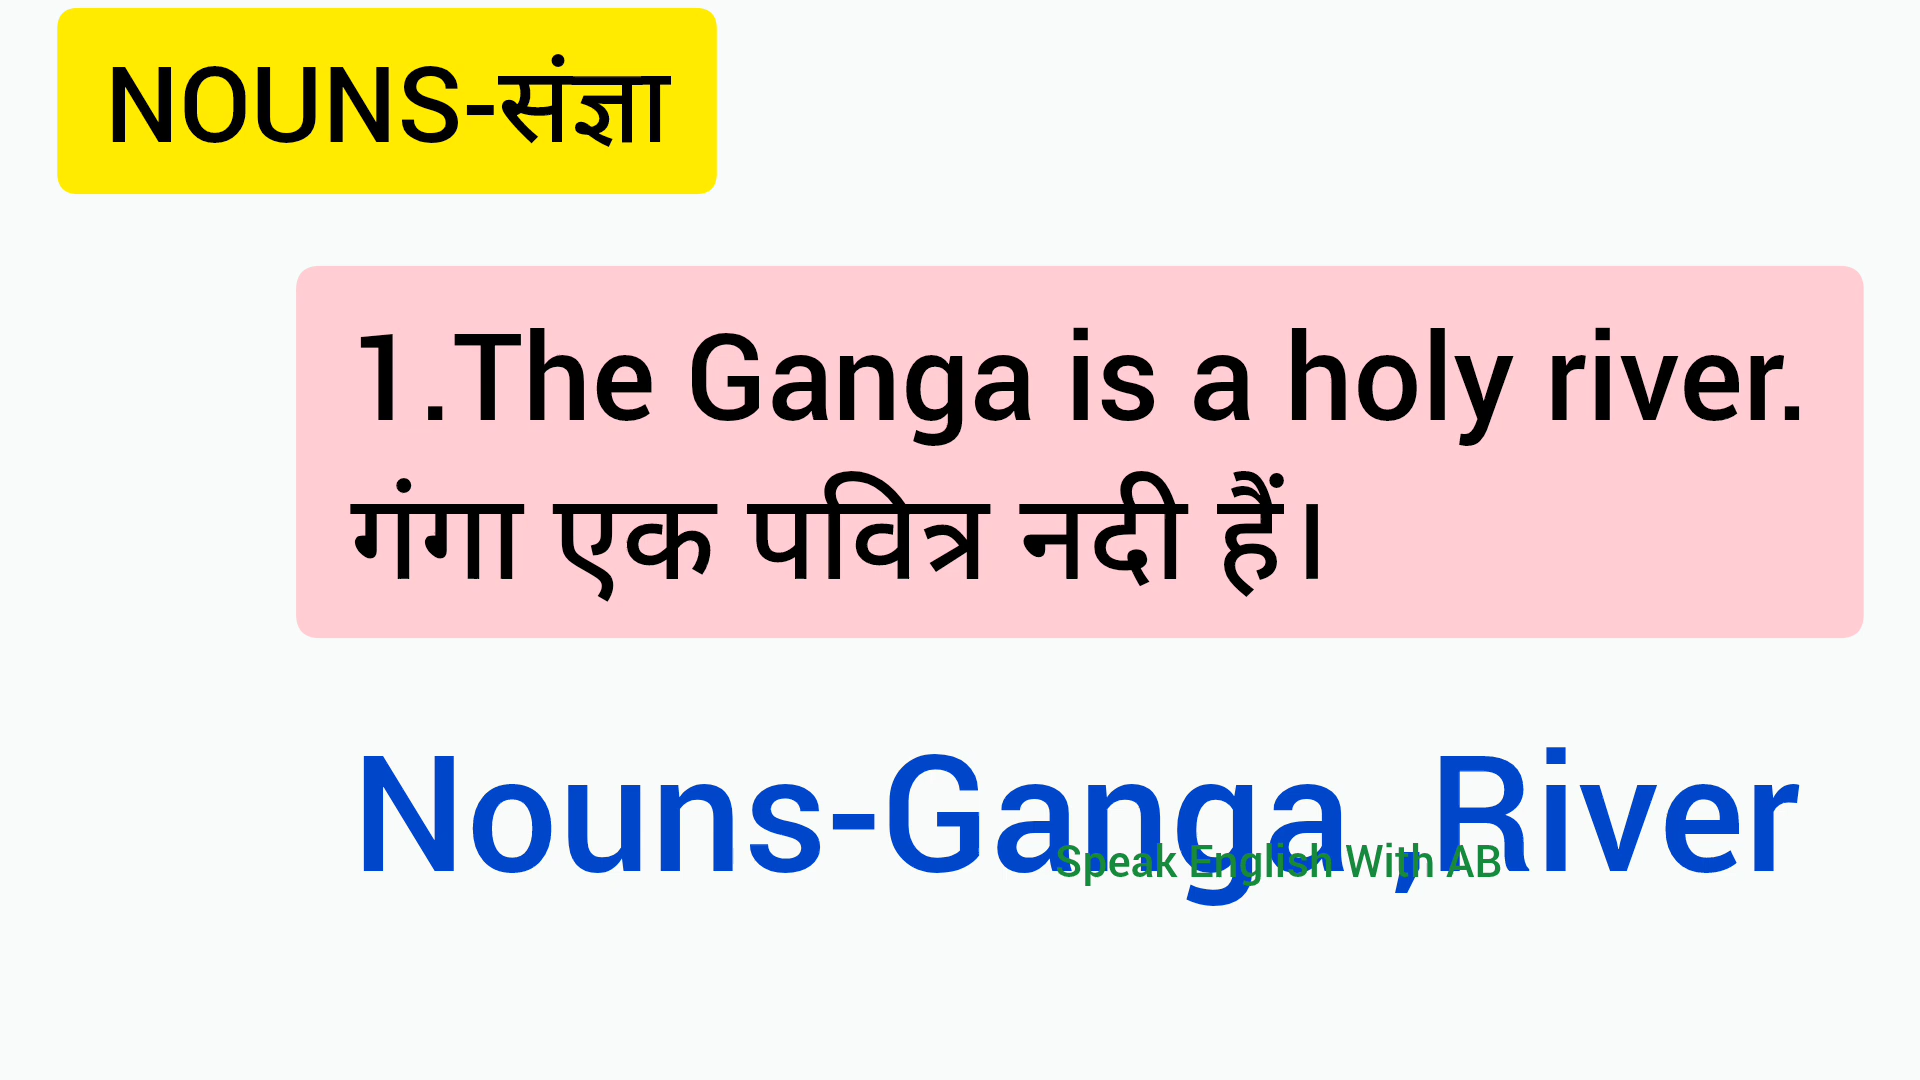 NOUNS-संज्ञा
1.The Ganga is a holy river.
गंगा एक पवित्र नदी हैं।
Nouns-Ganga,River
Speak English With AB